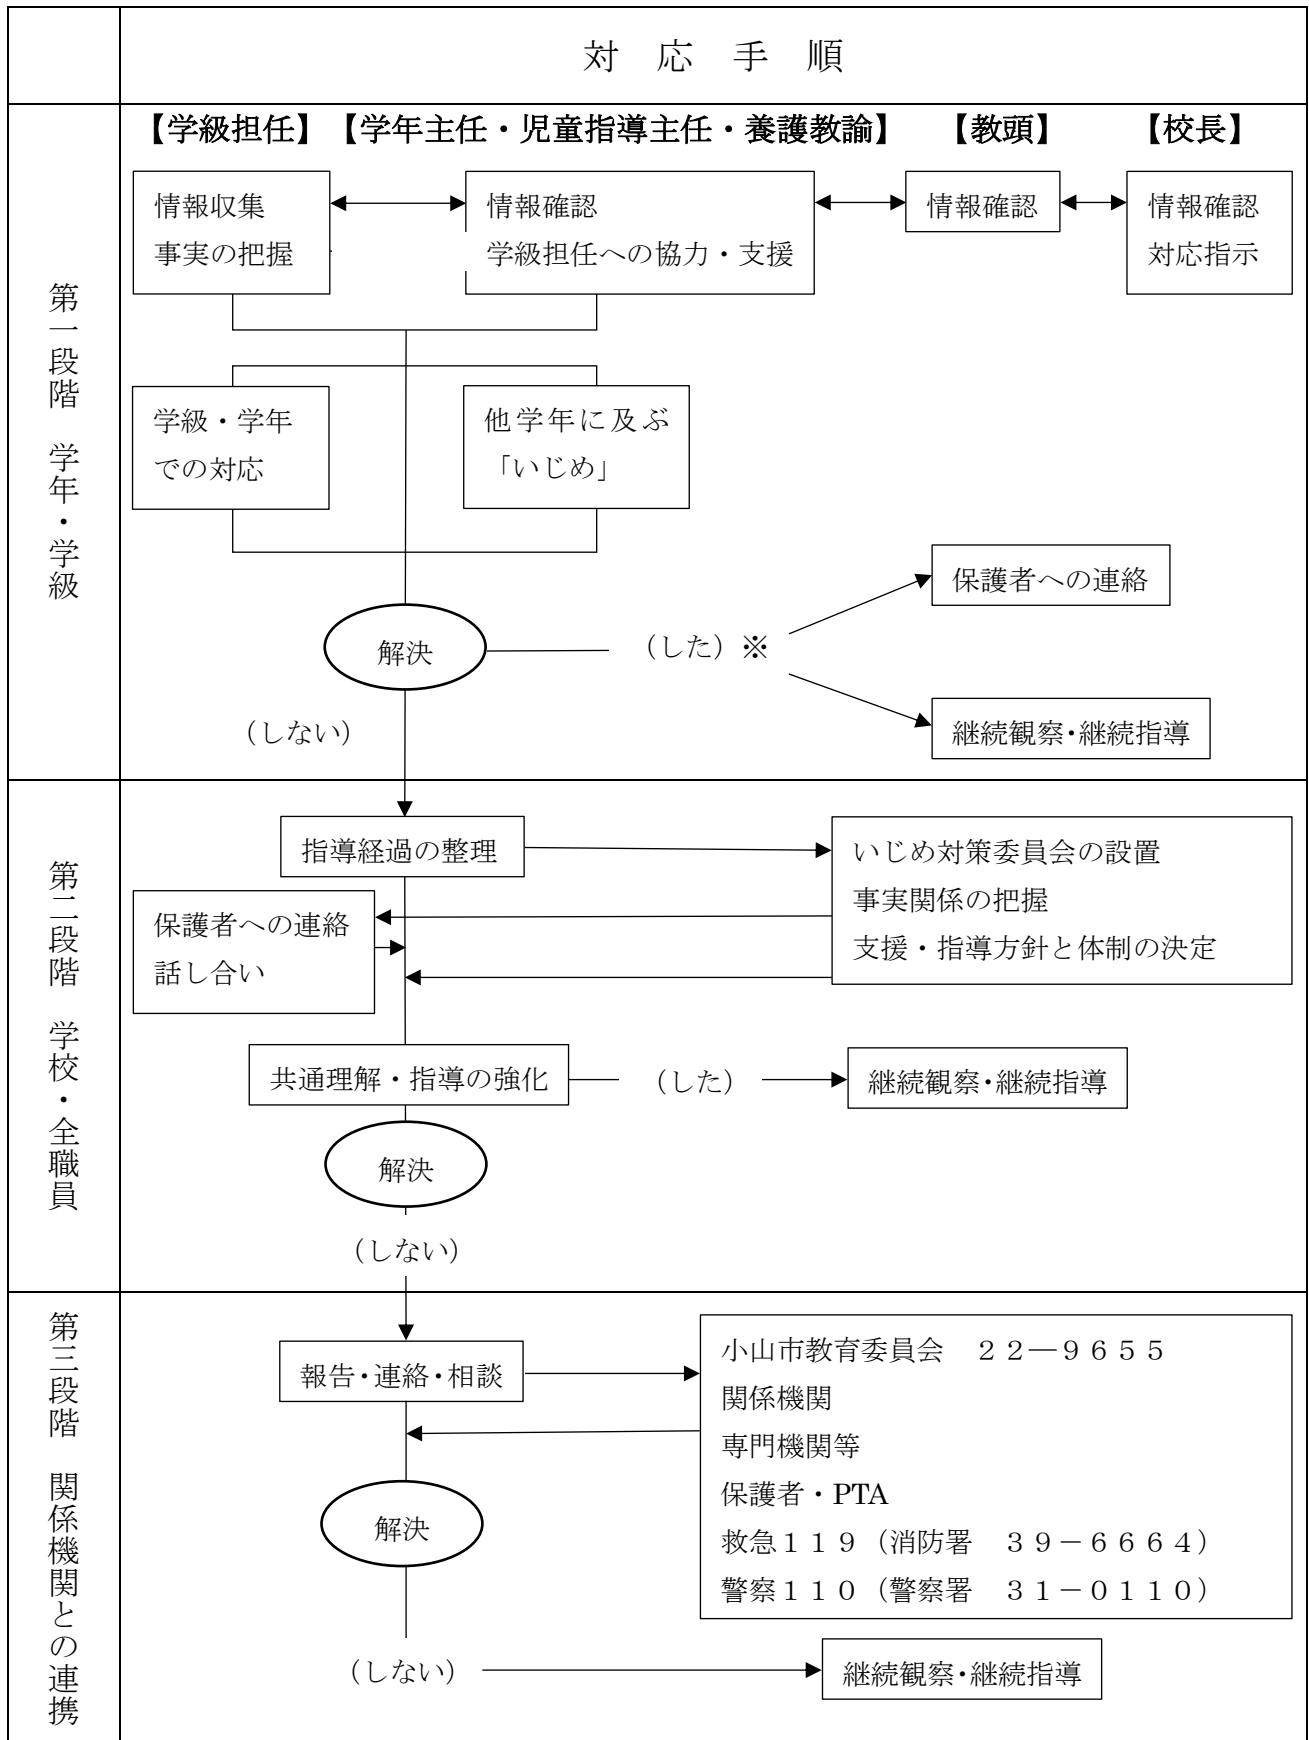 対　応　手　順
第一段階　学年・学級
【学級担任】【学年主任・児童指導主任・養護教諭】　【教頭】　【校長】
情報収集
事実の把握
情報確認
学級担任への協力・支援
情報確認
情報確認
対応指示
学級・学年
での対応
他学年に及ぶ
「いじめ」
保護者への連絡
解決
（した）※
（しない）
継続観察・継続指導
第二段階　学校・全職員
指導経過の整理
いじめ対策委員会の設置
事実関係の把握
支援・指導方針と体制の決定
保護者への連絡
話し合い
共通理解・指導の強化
（した）
継続観察・継続指導
解決
（しない）
第三段階　関係機関との連携
報告・連絡・相談
小山市教育委員会　２２―９６５５
関係機関
専門機関等
保護者・PTA
救急１１９（消防署　３９－６６６４）
警察１１０（警察署　３１－０１１０）
解決
（しない）
継続観察・継続指導